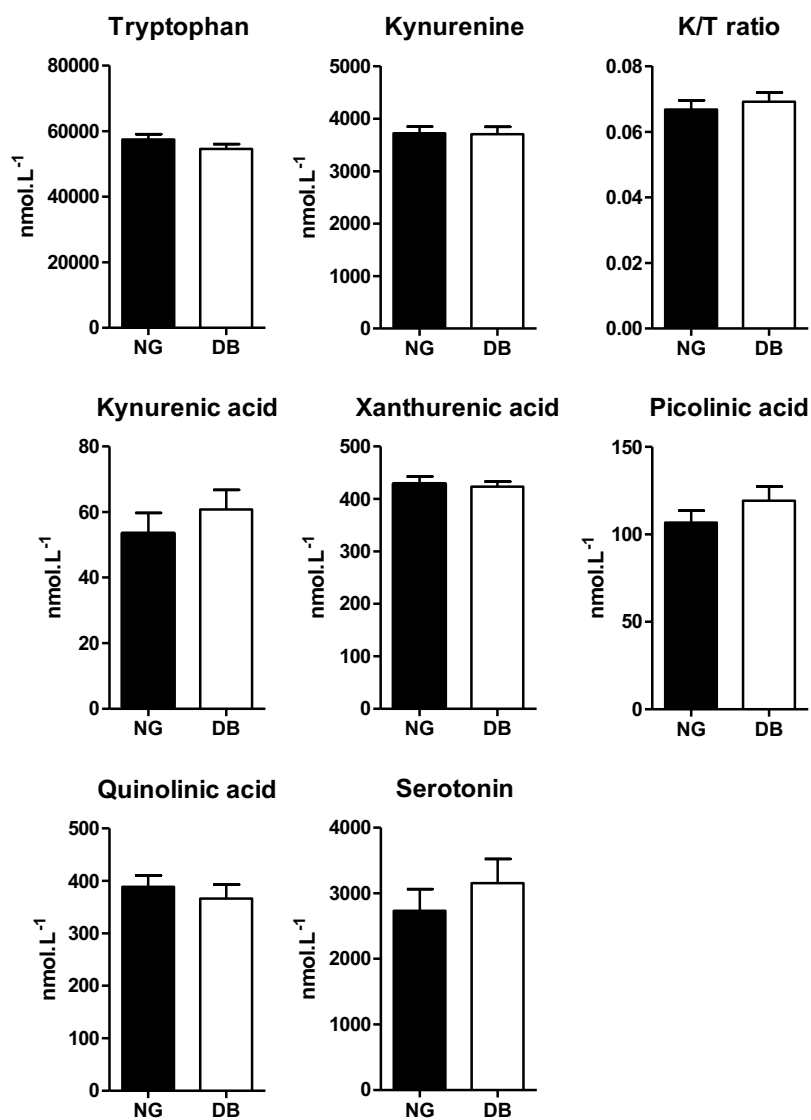 Tryptophan
80000
60000
40000
20000
0
nmol.L⁻¹
NG DB
Kynurenine
5000
4000
3000
2000
1000
0
NG DB
K/T ratio
0.08
0.06
0.04
0.02
0.00
NG DB
Kynurenic acid
80
60
40
20
0
nmol.L⁻¹
NG DB
Xanthurenic acid
500
400
300
200
100
0
nmol.L⁻¹
NG DB
Picolinic acid
150
100
50
0
nmol.L⁻¹
NG DB
Quinolinic acid
500
400
300
200
100
0
nmol.L⁻¹
NG DB
Serotonin
4000
3000
2000
1000
0
nmol.L⁻¹
NG DB